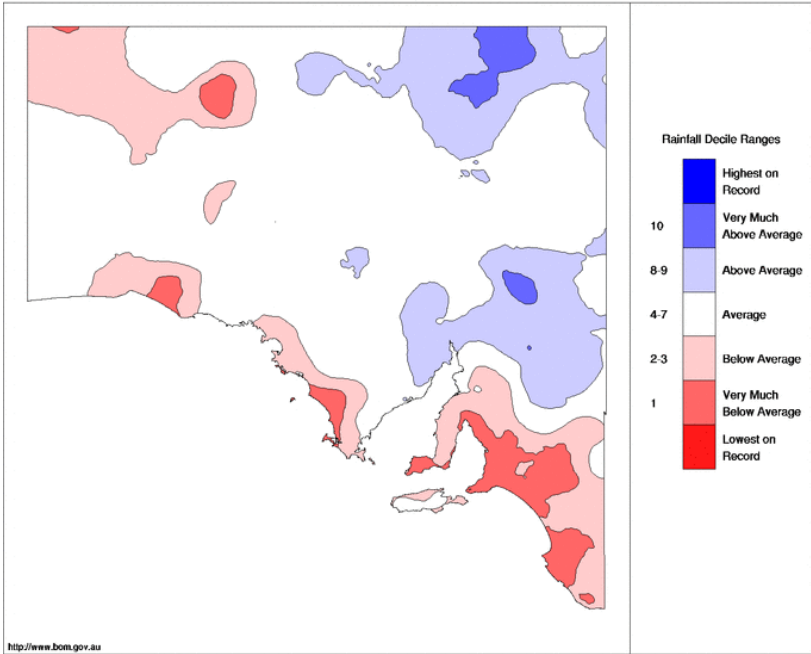 Rainfall Decile Ranges
Highest on
Record
10
Very Much
Above Average
8-9
Above Average
4-7
Average
2-3
Below Average
1
Very Much
Below Average
Lowest on
Record
http://www.bom.gov.au